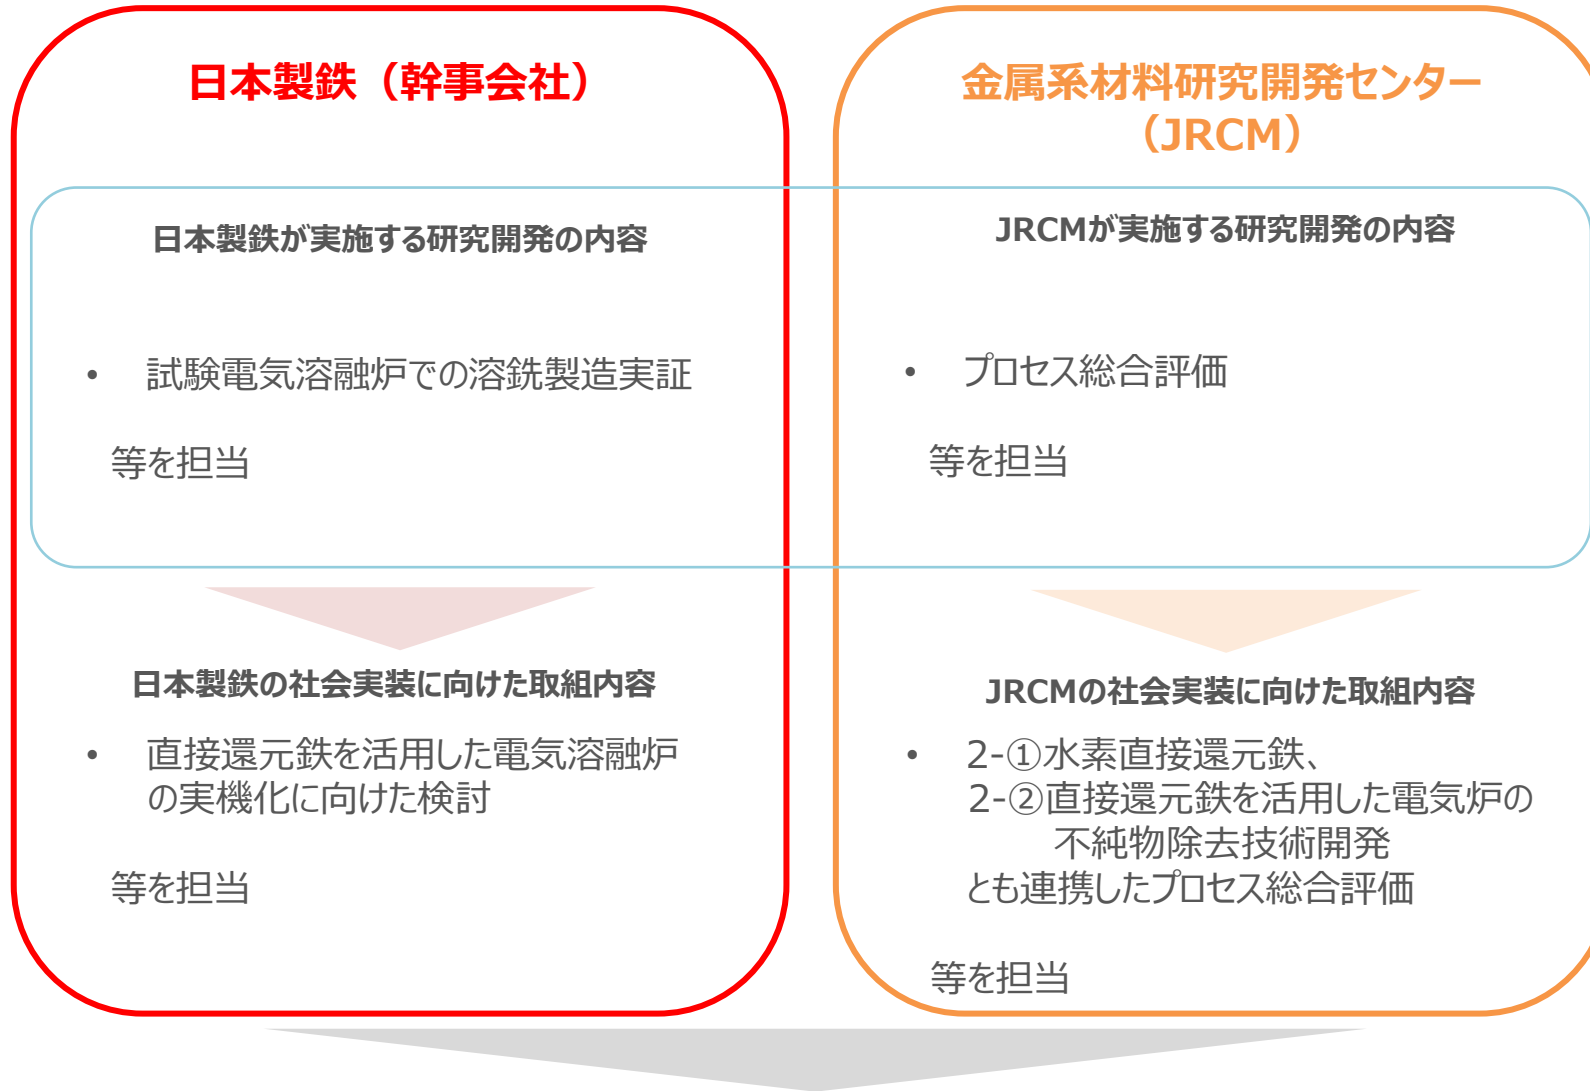 日本製鉄（幹事会社）
日本製鉄が実施する研究開発の内容
• 試験電気溶融炉での溶銑製造実証
等を担当
日本製鉄の社会実装に向けた取組内容
• 直接還元鉄を活用した電気溶融炉
の実機化に向けた検討
等を担当
金属系材料研究開発センター
（JRCM）
JRCMが実施する研究開発の内容
• プロセス総合評価
等を担当
JRCMの社会実装に向けた取組内容
• 2-①水素直接還元鉄、
2-②直接還元鉄を活用した電気炉の
不純物除去技術開発
とも連携したプロセス総合評価
等を担当